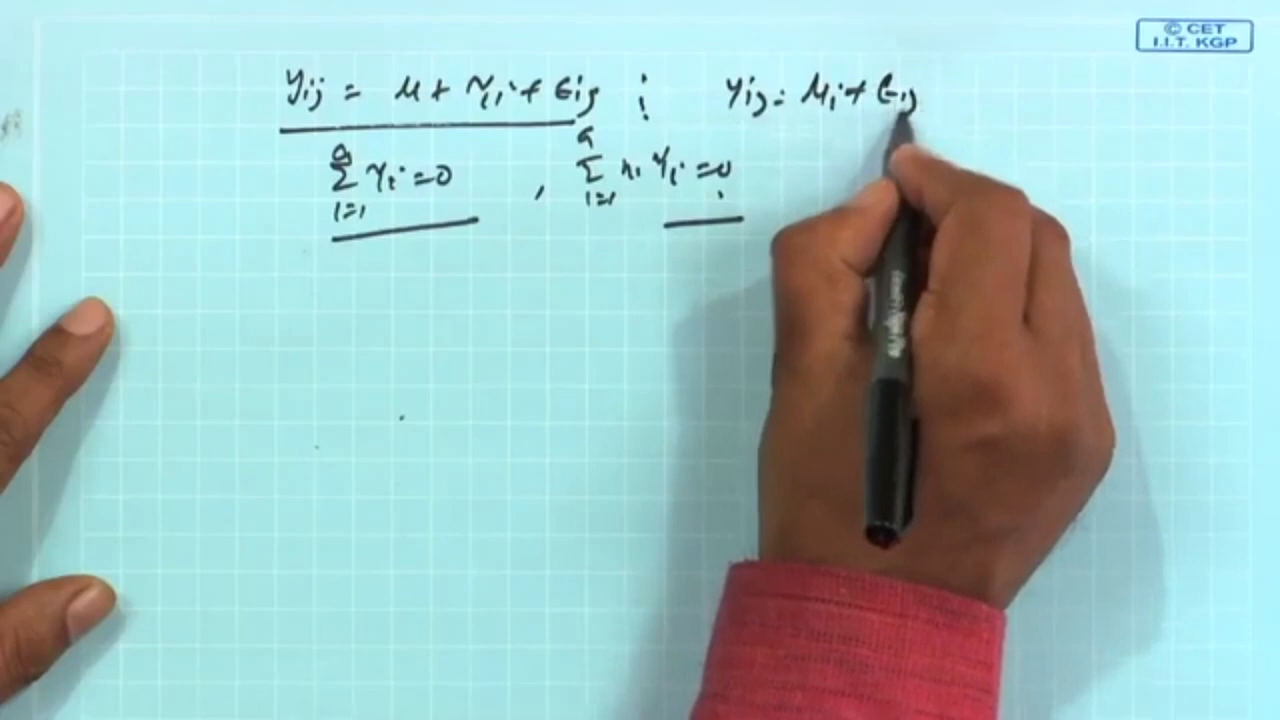 © CET
I.I.T. KGP
yij = μ + τi + εij ; yij = μi + εij
a∑i=1 τi = 0 , a∑i=1 ni τi = 0